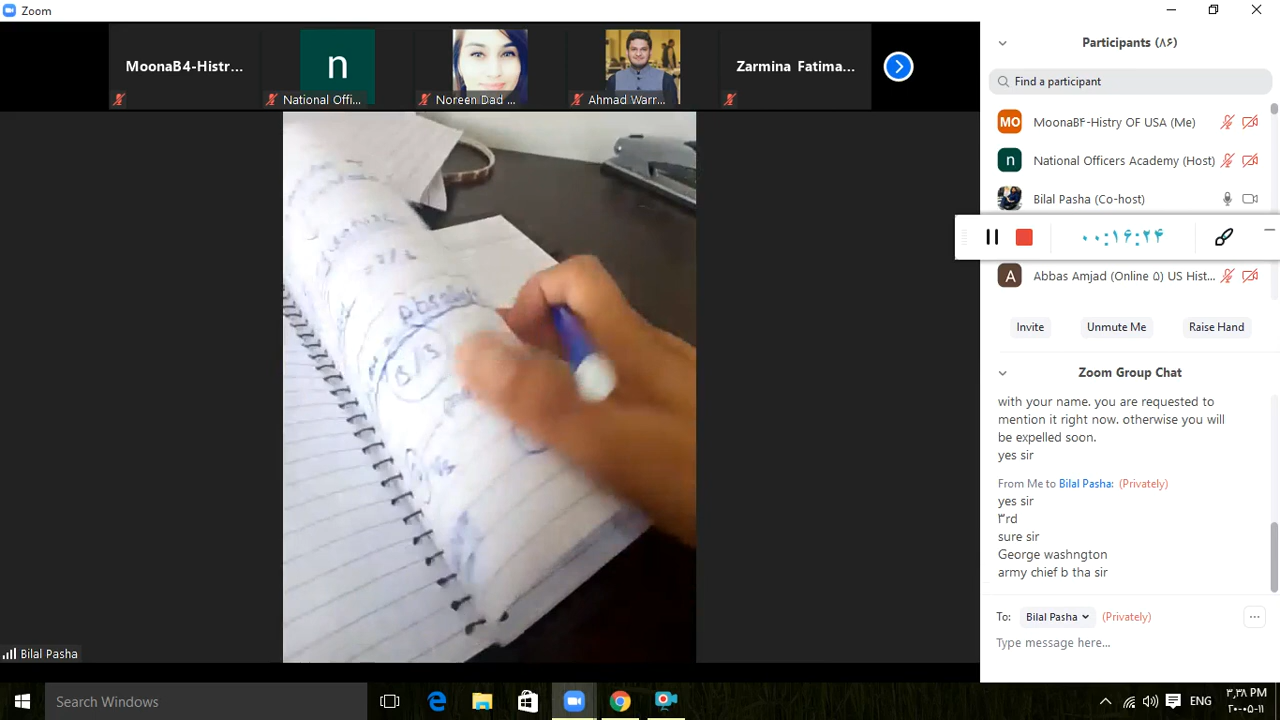 Zoom
MoonaB4-Histr...
National Offi...
Noreen Dad ...
Ahmad Warr...
Zarmina Fatima...
n
Bilal Pasha
Participants (۸۶)
Find a participant
MO MoonaB۴-Histry OF USA (Me)
n National Officers Academy (Host)
Bilal Pasha (Co-host)
۰۰:۱۶:۲۴
A Abbas Amjad (Online ۵) US Hist...
Invite
Unmute Me
Raise Hand
Zoom Group Chat
with your name. you are requested to
mention it right now. otherwise you will
be expelled soon.
yes sir
From Me to Bilal Pasha: (Privately)
yes sir
۳rd
sure sir
George washngton
army chief b tha sir
To: Bilal Pasha (Privately)
Type message here...
Search Windows
ENG
۳,۳۸ PM
۲۰۰۰-۰۵-۱۱